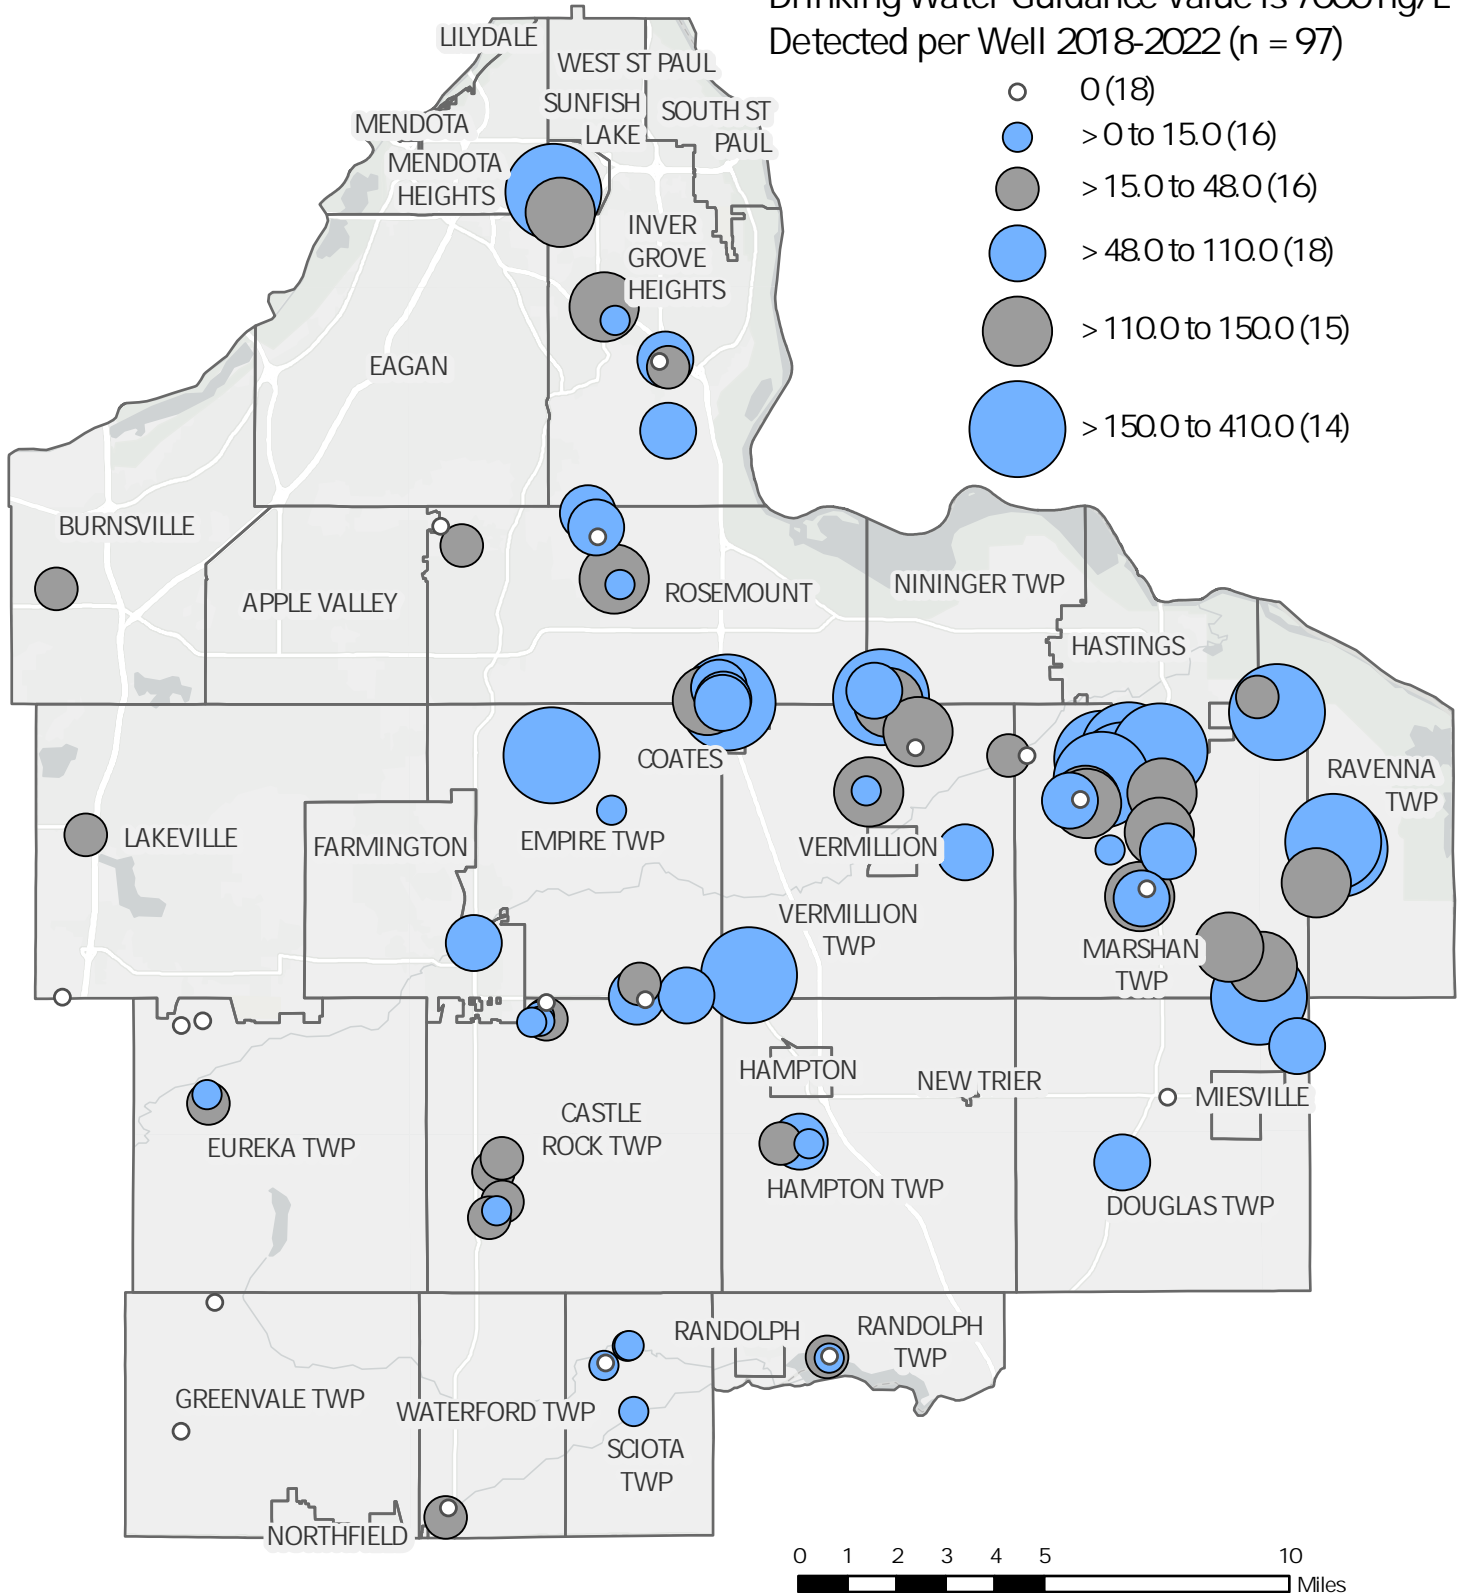 Detected per Well 2018-2022 (n = 97)
0 (18)
> 0 to 15.0 (16)
> 15.0 to 48.0 (16)
> 48.0 to 110.0 (18)
> 110.0 to 150.0 (15)
> 150.0 to 410.0 (14)
LILYDALE
WEST ST PAUL
SUNFISH
LAKE
SOUTH ST
PAUL
MENDOTA
MENDOTA
HEIGHTS
INVER
GROVE
HEIGHTS
EAGAN
BURNSVILLE
APPLE VALLEY
ROSEMOUNT
NININGER TWP
HASTINGS
COATES
RAVENNA
TWP
LAKEVILLE
FARMINGTON
EMPIRE TWP
VERMILLION
VERMILLION
TWP
MARSHAN
TWP
HAMPTON
NEW TRIER
MIESVILLE
CASTLE
ROCK TWP
EUREKA TWP
HAMPTON TWP
DOUGLAS TWP
RANDOLPH
RANDOLPH
TWP
GREENVALE TWP
WATERFORD TWP
SCIOTA
TWP
NORTHFIELD
0 1 2 3 4 5 10
Miles